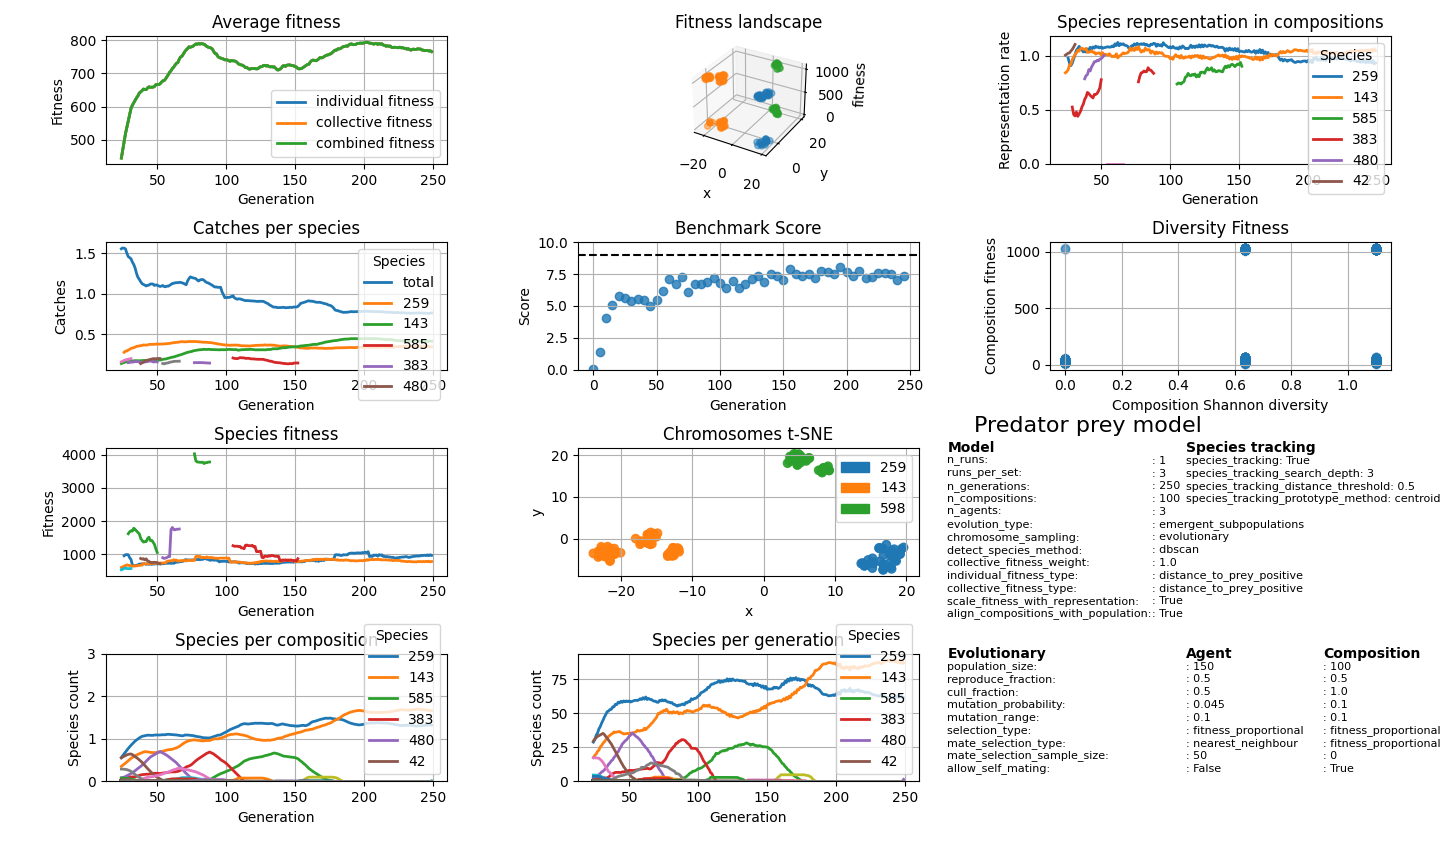 Average fitness
Fitness
800
700
600
500
individual fitness
collective fitness
combined fitness
50 100 150 200 250
Generation
Fitness landscape
1000
500
0
fitness
−20 0 20
x
0 20
y
Species representation in compositions
Representation rate
1.0
0.5
0.0
Species
259
143
585
383
480
42
50 100 150 200 250
Generation
Catches per species
Catches
1.5
1.0
0.5
Species
total
259
143
585
383
480
50 100 150 200 250
Generation
Benchmark Score
Score
10.0
7.5
5.0
2.5
0.0
0 50 100 150 200 250
Generation
Diversity Fitness
Composition fitness
1000
500
0
0.0 0.2 0.4 0.6 0.8 1.0
Composition Shannon diversity
Species fitness
Fitness
4000
3000
2000
1000
50 100 150 200 250
Generation
Chromosomes t-SNE
y
20
10
0
259
143
598
−20 −10 0 10 20
x
Predator prey model
Model Species tracking
n_runs: : 1 species_tracking: True
runs_per_set: : 3 species_tracking_search_depth: 3
n_generations: : 250 species_tracking_distance_threshold: 0.5
n_compositions: : 100 species_tracking_prototype_method: centroid
n_agents: : 3
evolution_type: : emergent_subpopulations
chromosome_sampling: : evolutionary
detect_species_method: : dbscan
collective_fitness_weight: : 1.0
individual_fitness_type: : distance_to_prey_positive
collective_fitness_type: : distance_to_prey_positive
scale_fitness_with_representation: : True
align_compositions_with_population: : True
Species per composition
Species count
3
2
1
0
Species
259
143
585
383
480
42
50 100 150 200 250
Generation
Species per generation
Species count
75
50
25
0
Species
259
143
585
383
480
42
50 100 150 200 250
Generation
Evolutionary Agent Composition
population_size: : 150 : 100
reproduce_fraction: : 0.5 : 0.5
cull_fraction: : 0.5 : 1.0
mutation_probability: : 0.045 : 0.1
mutation_range: : 0.1 : 0.1
selection_type: : fitness_proportional : fitness_proportional
mate_selection_type: : nearest_neighbour : fitness_proportional
mate_selection_sample_size: : 50 : 0
allow_self_mating: : False : True